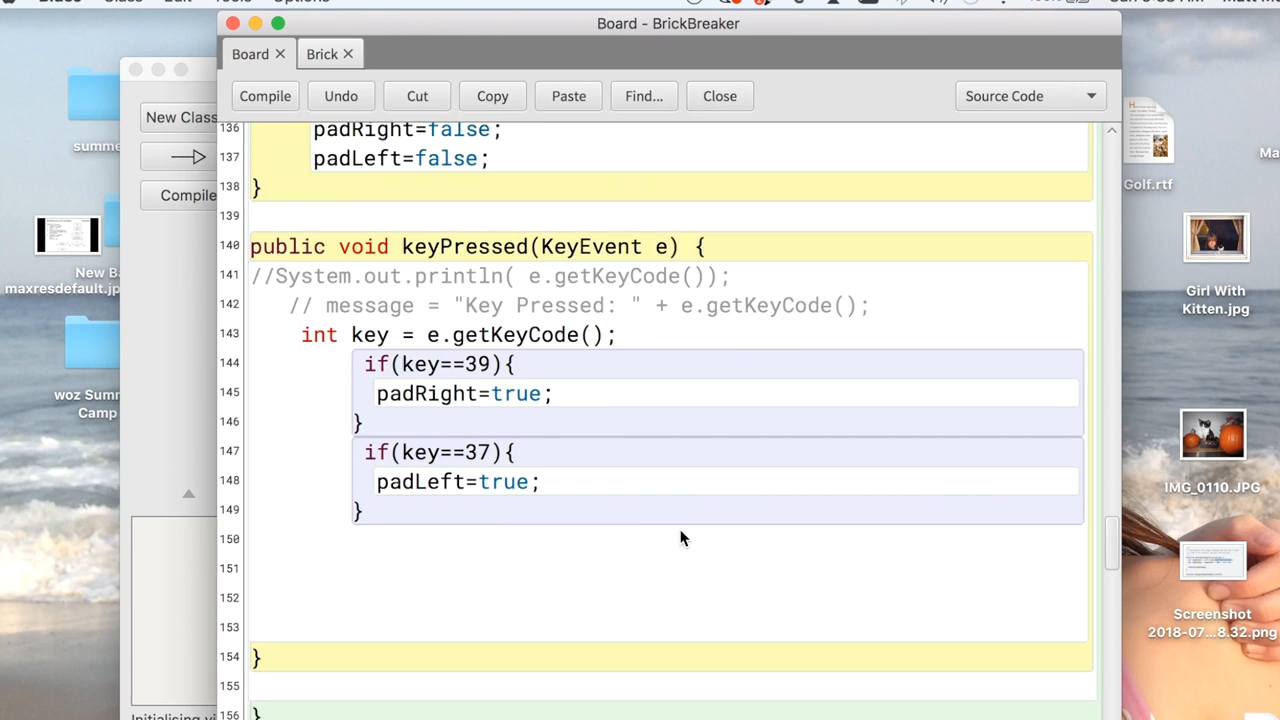 Board - BrickBreaker
Board ×
Brick ×
New Class
Compile
Compile
Undo
Cut
Copy
Paste
Find...
Close
Source Code
136 padRight=false;
137 padLeft=false;
138 }
139
140 public void keyPressed(KeyEvent e) {
141 //System.out.println( e.getKeyCode());
142 // message = "Key Pressed: " + e.getKeyCode();
143 int key = e.getKeyCode();
144 if(key==39){
145 padRight=true;
146 }
147 if(key==37){
148 padLeft=true;
149 }
150
151
152
153
154 }
155
156 }
summe
New Ba
maxresdefault.jp
woz Sum
Camp
Golf.rtf
Ma
Girl With
Kitten.jpg
IMG_0110.JPG
Screenshot
2018-07...8.32.png